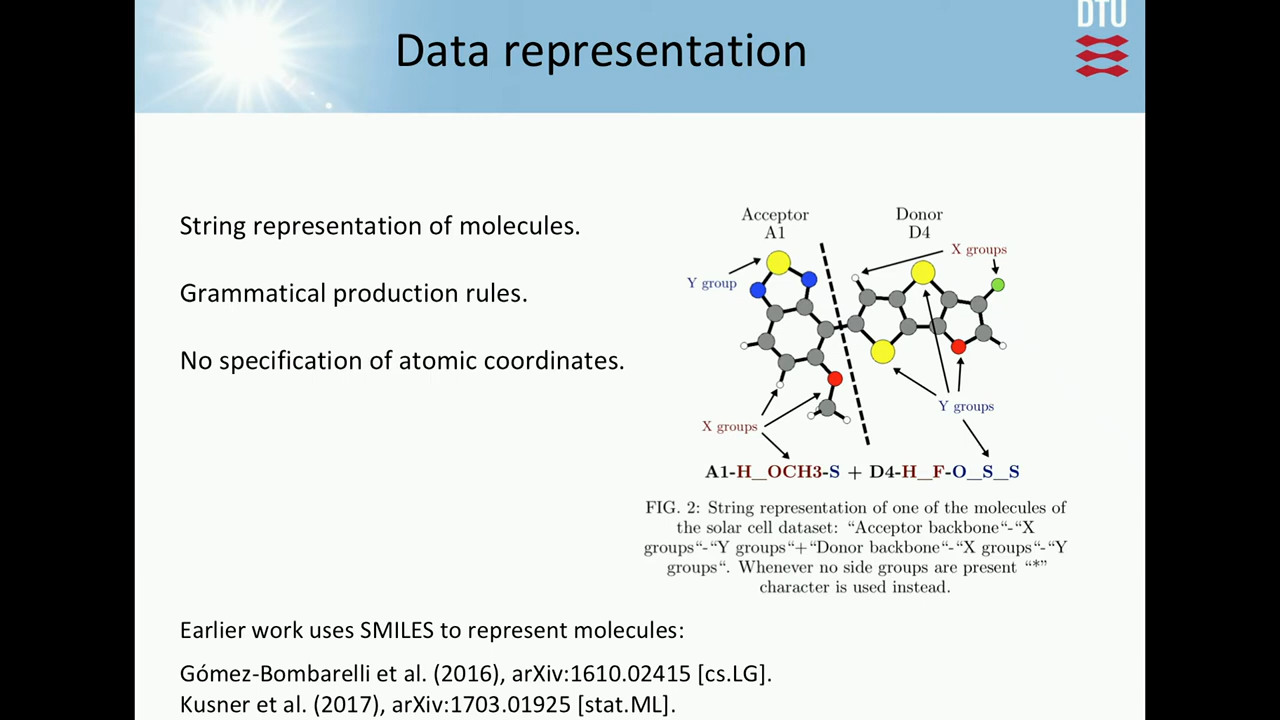 Data representation
DTU
String representation of molecules.
Grammatical production rules.
No specification of atomic coordinates.
Acceptor
A1
Donor
D4
X groups
Y group
Y groups
X groups
A1-H_OCH3-S + D4-H_F-O_S_S
FIG. 2: String representation of one of the molecules of
the solar cell dataset: “Acceptor backbone“-“X
groups“-“Y groups“+“Donor backbone“-“X groups“-“Y
groups“. Whenever no side groups are present “*”
character is used instead.
Earlier work uses SMILES to represent molecules:
Gómez-Bombarelli et al. (2016), arXiv:1610.02415 [cs.LG].
Kusner et al. (2017), arXiv:1703.01925 [stat.ML].